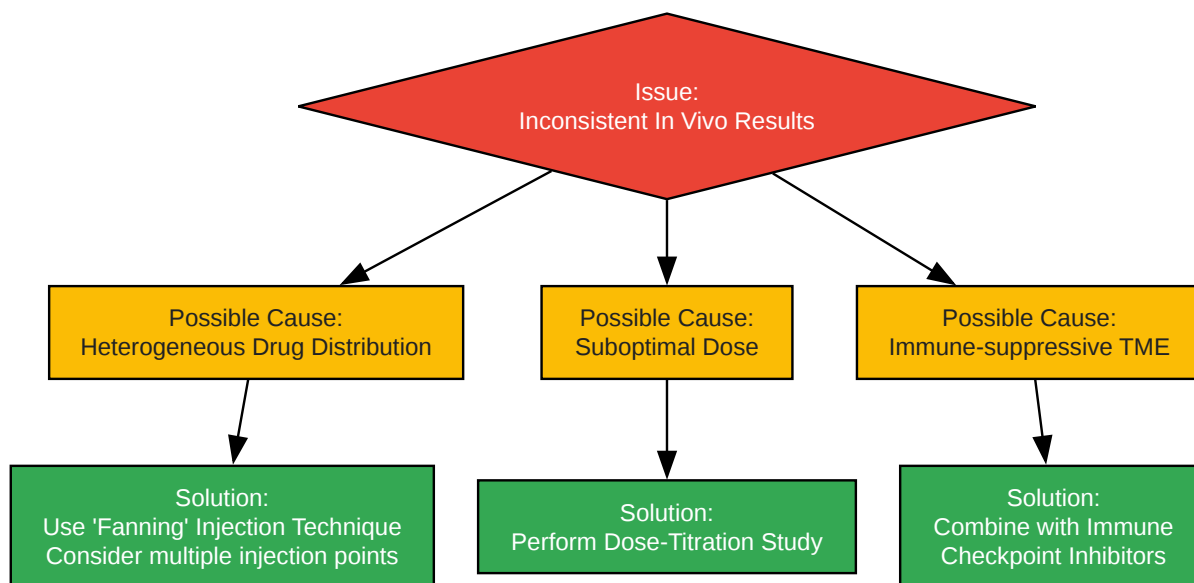 Issue:
Inconsistent In Vivo Results
Possible Cause:
Heterogeneous Drug Distribution
Possible Cause:
Suboptimal Dose
Possible Cause:
Immune-suppressive TME
Solution:
Use 'Fanning' Injection Technique
Consider multiple injection points
Solution:
Perform Dose-Titration Study
Solution:
Combine with Immune
Checkpoint Inhibitors